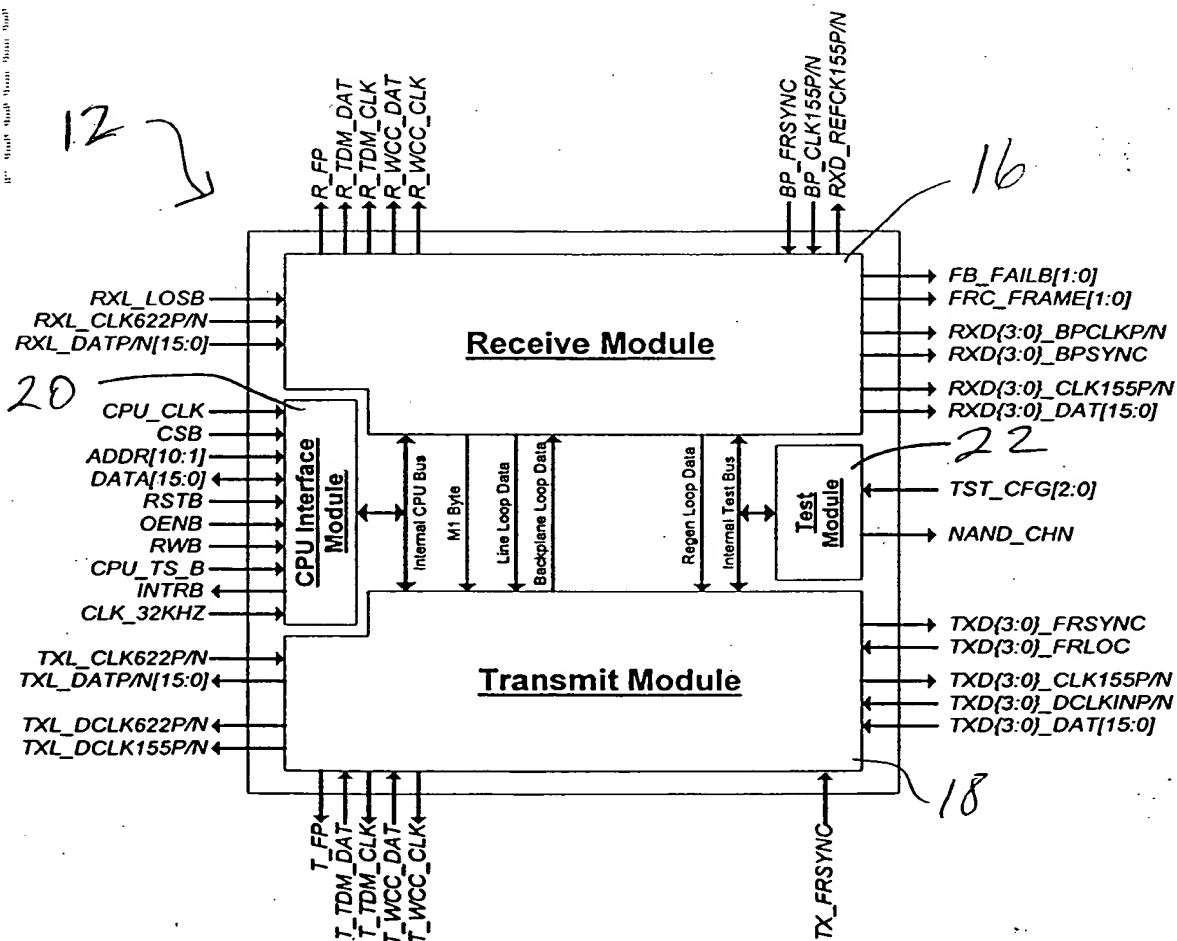 12
R_FP
R_TDM_DAT
R_TDM_CLK
R_WCC_DAT
R_WCC_CLK
BP_FRSYNC
BP_CLK155P/N
RXD_REFCK155P/N
16
RXL_LOSB
RXL_CLK622P/N
RXL_DATP/N[15:0]
Receive Module
FB_FAILB[1:0]
FRC_FRAME[1:0]
RXD{3:0}_BPCLKP/N
RXD{3:0}_BPSYNC
RXD{3:0}_CLK155P/N
RXD{3:0}_DAT[15:0]
20
CPU_CLK
CSB
ADDR[10:1]
DATA[15:0]
RSTB
OENB
RWB
CPU_TS_B
INTRB
CLK_32KHZ
CPU Interface
Module
Internal CPU Bus
M1 Byte
Line Loop Data
Backplane Loop Data
Regen Loop Data
Internal Test Bus
Test
Module
22
TST_CFG[2:0]
NAND_CHN
TXL_CLK622P/N
TXL_DATP/N[15:0]
TXL_DCLK622P/N
TXL_DCLK155P/N
Transmit Module
TXD{3:0}_FRSYNC
TXD{3:0}_FRLOC
TXD{3:0}_CLK155P/N
TXD{3:0}_DCLKINP/N
TXD{3:0}_DAT[15:0]
18
T_FP
T_TDM_DAT
T_TDM_CLK
T_WCC_DAT
T_WCC_CLK
TX_FRSYNC